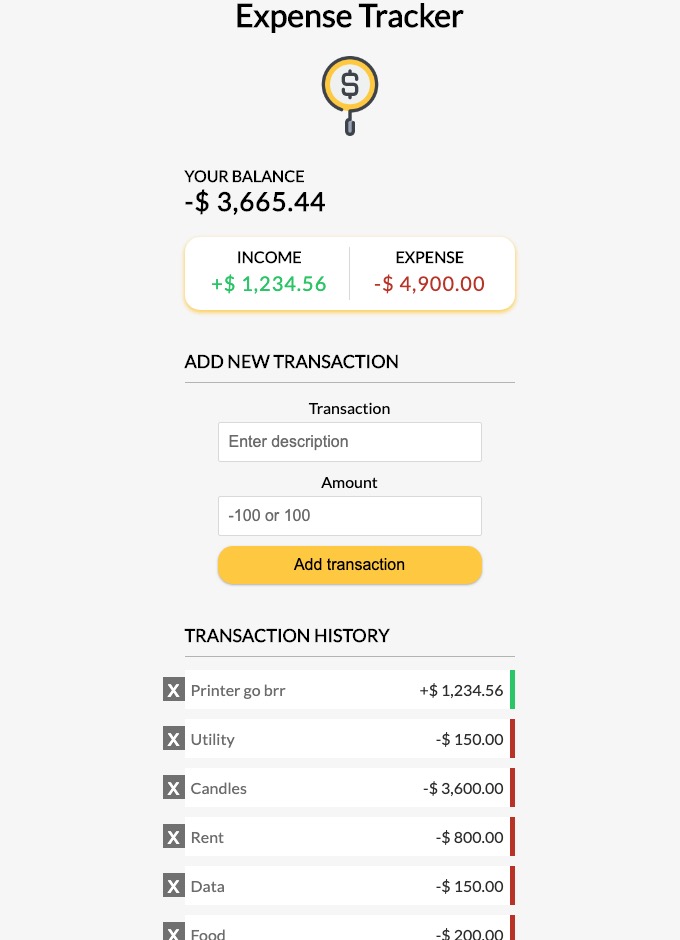 Expense Tracker
$
YOUR BALANCE
-$ 3,665.44
INCOME
EXPENSE
+$ 1,234.56
-$ 4,900.00
ADD NEW TRANSACTION
Transaction
Enter description
Amount
-100 or 100
Add transaction
TRANSACTION HISTORY
X Printer go brr +$ 1,234.56
X Utility -$ 150.00
X Candles -$ 3,600.00
X Rent -$ 800.00
X Data -$ 150.00
X Food -$ 200.00